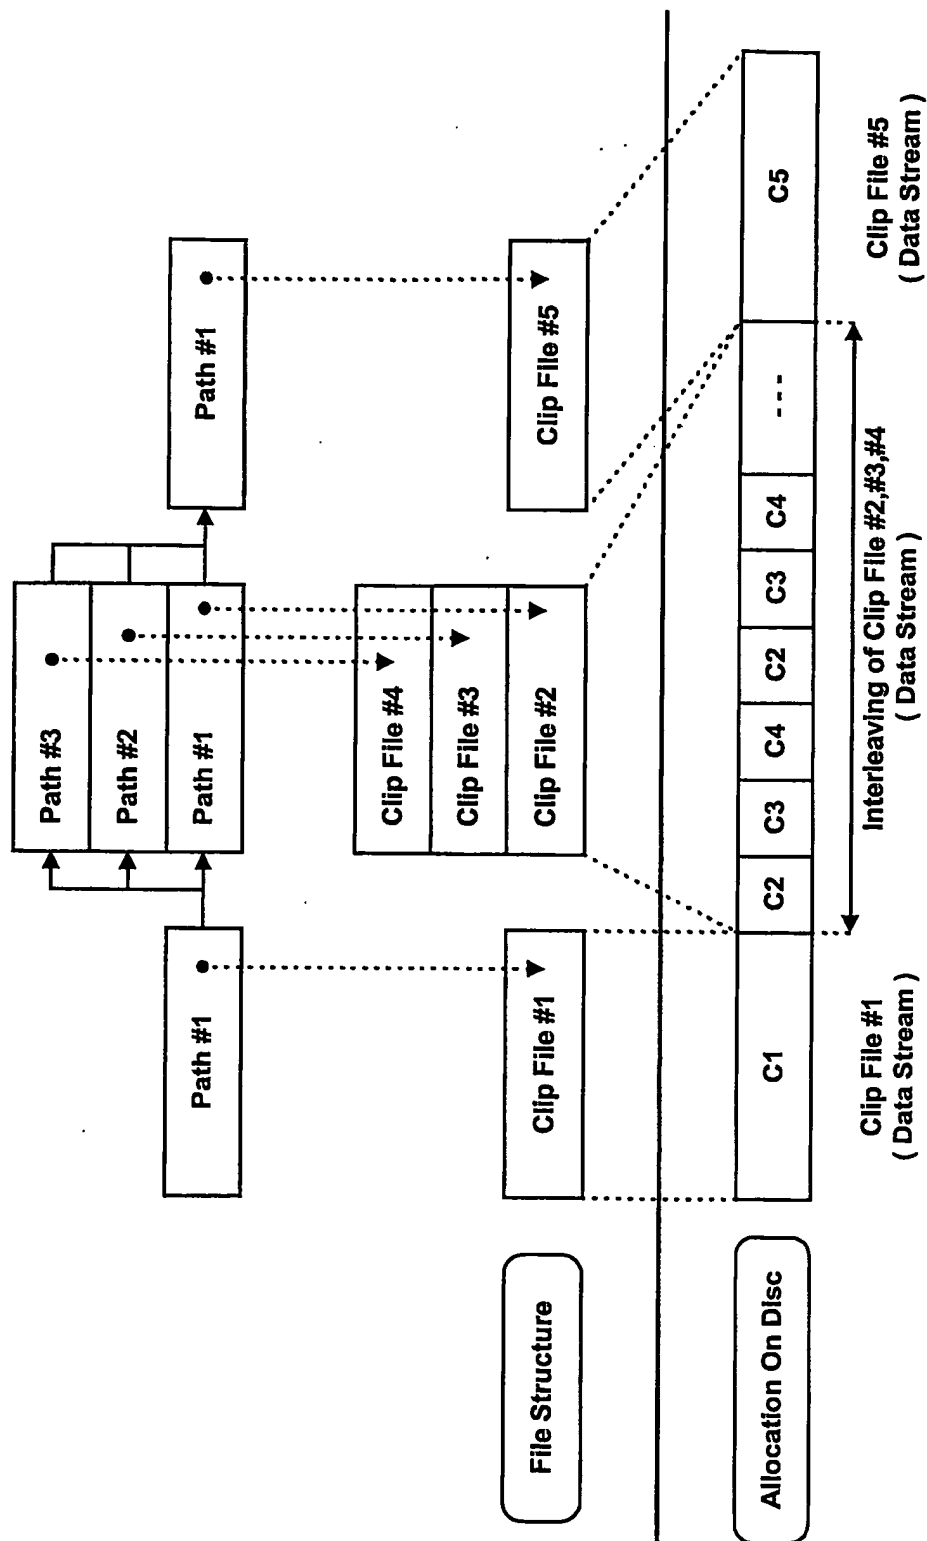 Path #3
Path #2
Path #1
Path #1
Path #1
Clip File #4
Clip File #3
File Structure
Clip File #1
Clip File #2
Clip File #5
Allocation On Disc
C1
C2
C3
C4
C2
C3
C4
---
C5
Clip File #1
( Data Stream )
Interleaving of Clip File #2,#3,#4
( Data Stream )
Clip File #5
( Data Stream )